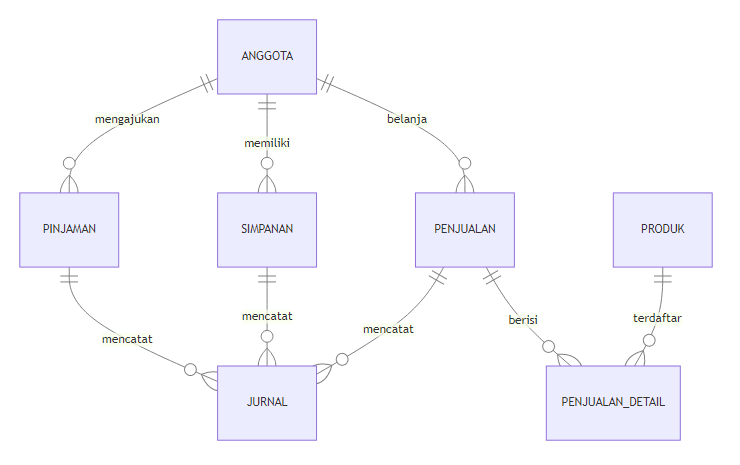 ANGGOTA
mengajukan
belanja
memiliki
PINJAMAN
SIMPANAN
PENJUALAN
PRODUK
mencatat
mencatat
mencatat
berisi
terdaftar
JURNAL
PENJUALAN_DETAIL